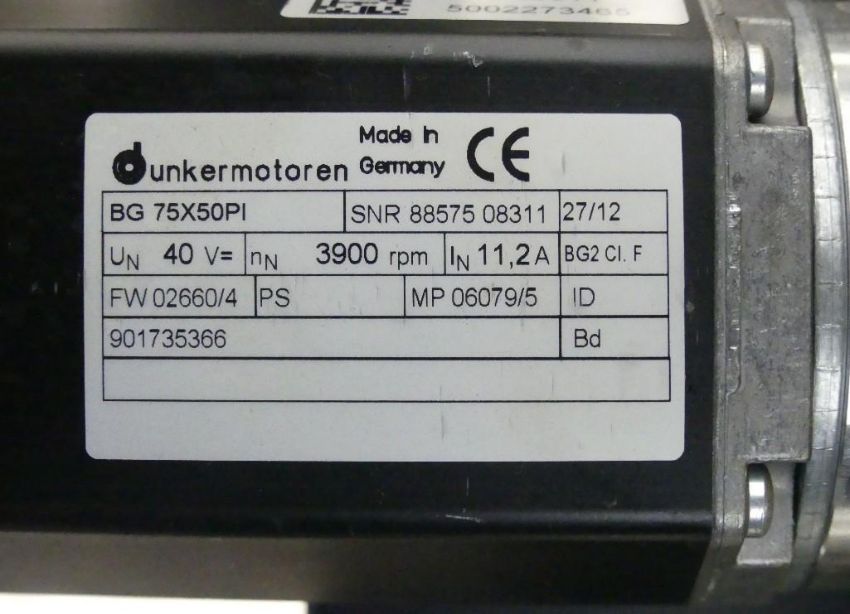 5002273465
Made In
dunkermotoren Germany CE
BG 75X50PI SNR 88575 08311 27/12
UN 40 V= nN 3900 rpm IN 11,2 A BG2 Cl. F
FW 02660/4 PS MP 06079/5 ID
901735366 Bd